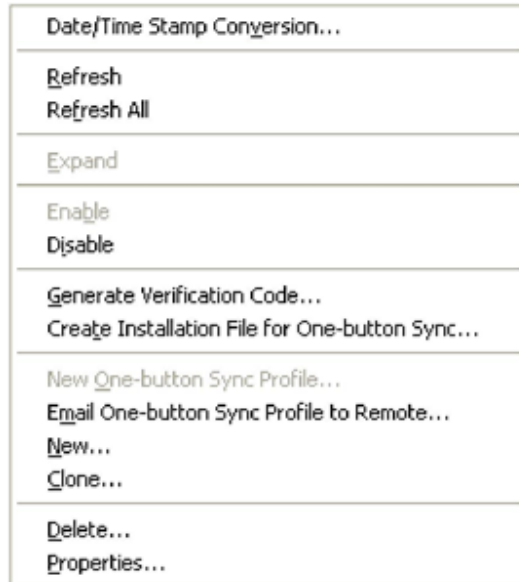 Date/Time Stamp Conversion...
Refresh
Refresh All
Expand
Enable
Disable
Generate Verification Code...
Create Installation File for One-button Sync...
New One-button Sync Profile...
Email One-button Sync Profile to Remote...
New...
Clone...
Delete...
Properties...